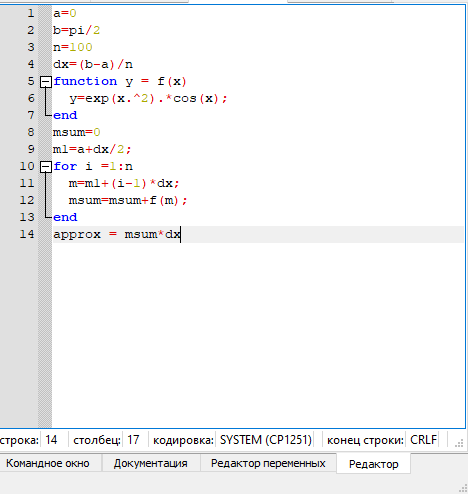 1 a=0
2 b=pi/2
3 n=100
4 dx=(b-a)/n
5 function y = f(x)
6 y=exp(x.^2).*cos(x);
7 end
8 msum=0
9 m1=a+dx/2;
10 for i =1:n
11 m=m1+(i-1)*dx;
12 msum=msum+f(m);
13 end
14 approx = msum*dx
строка: 14 столбец: 17 кодировка: SYSTEM (CP1251) конец строки: CRLF
Командное окно Документация Редактор переменных Редактор